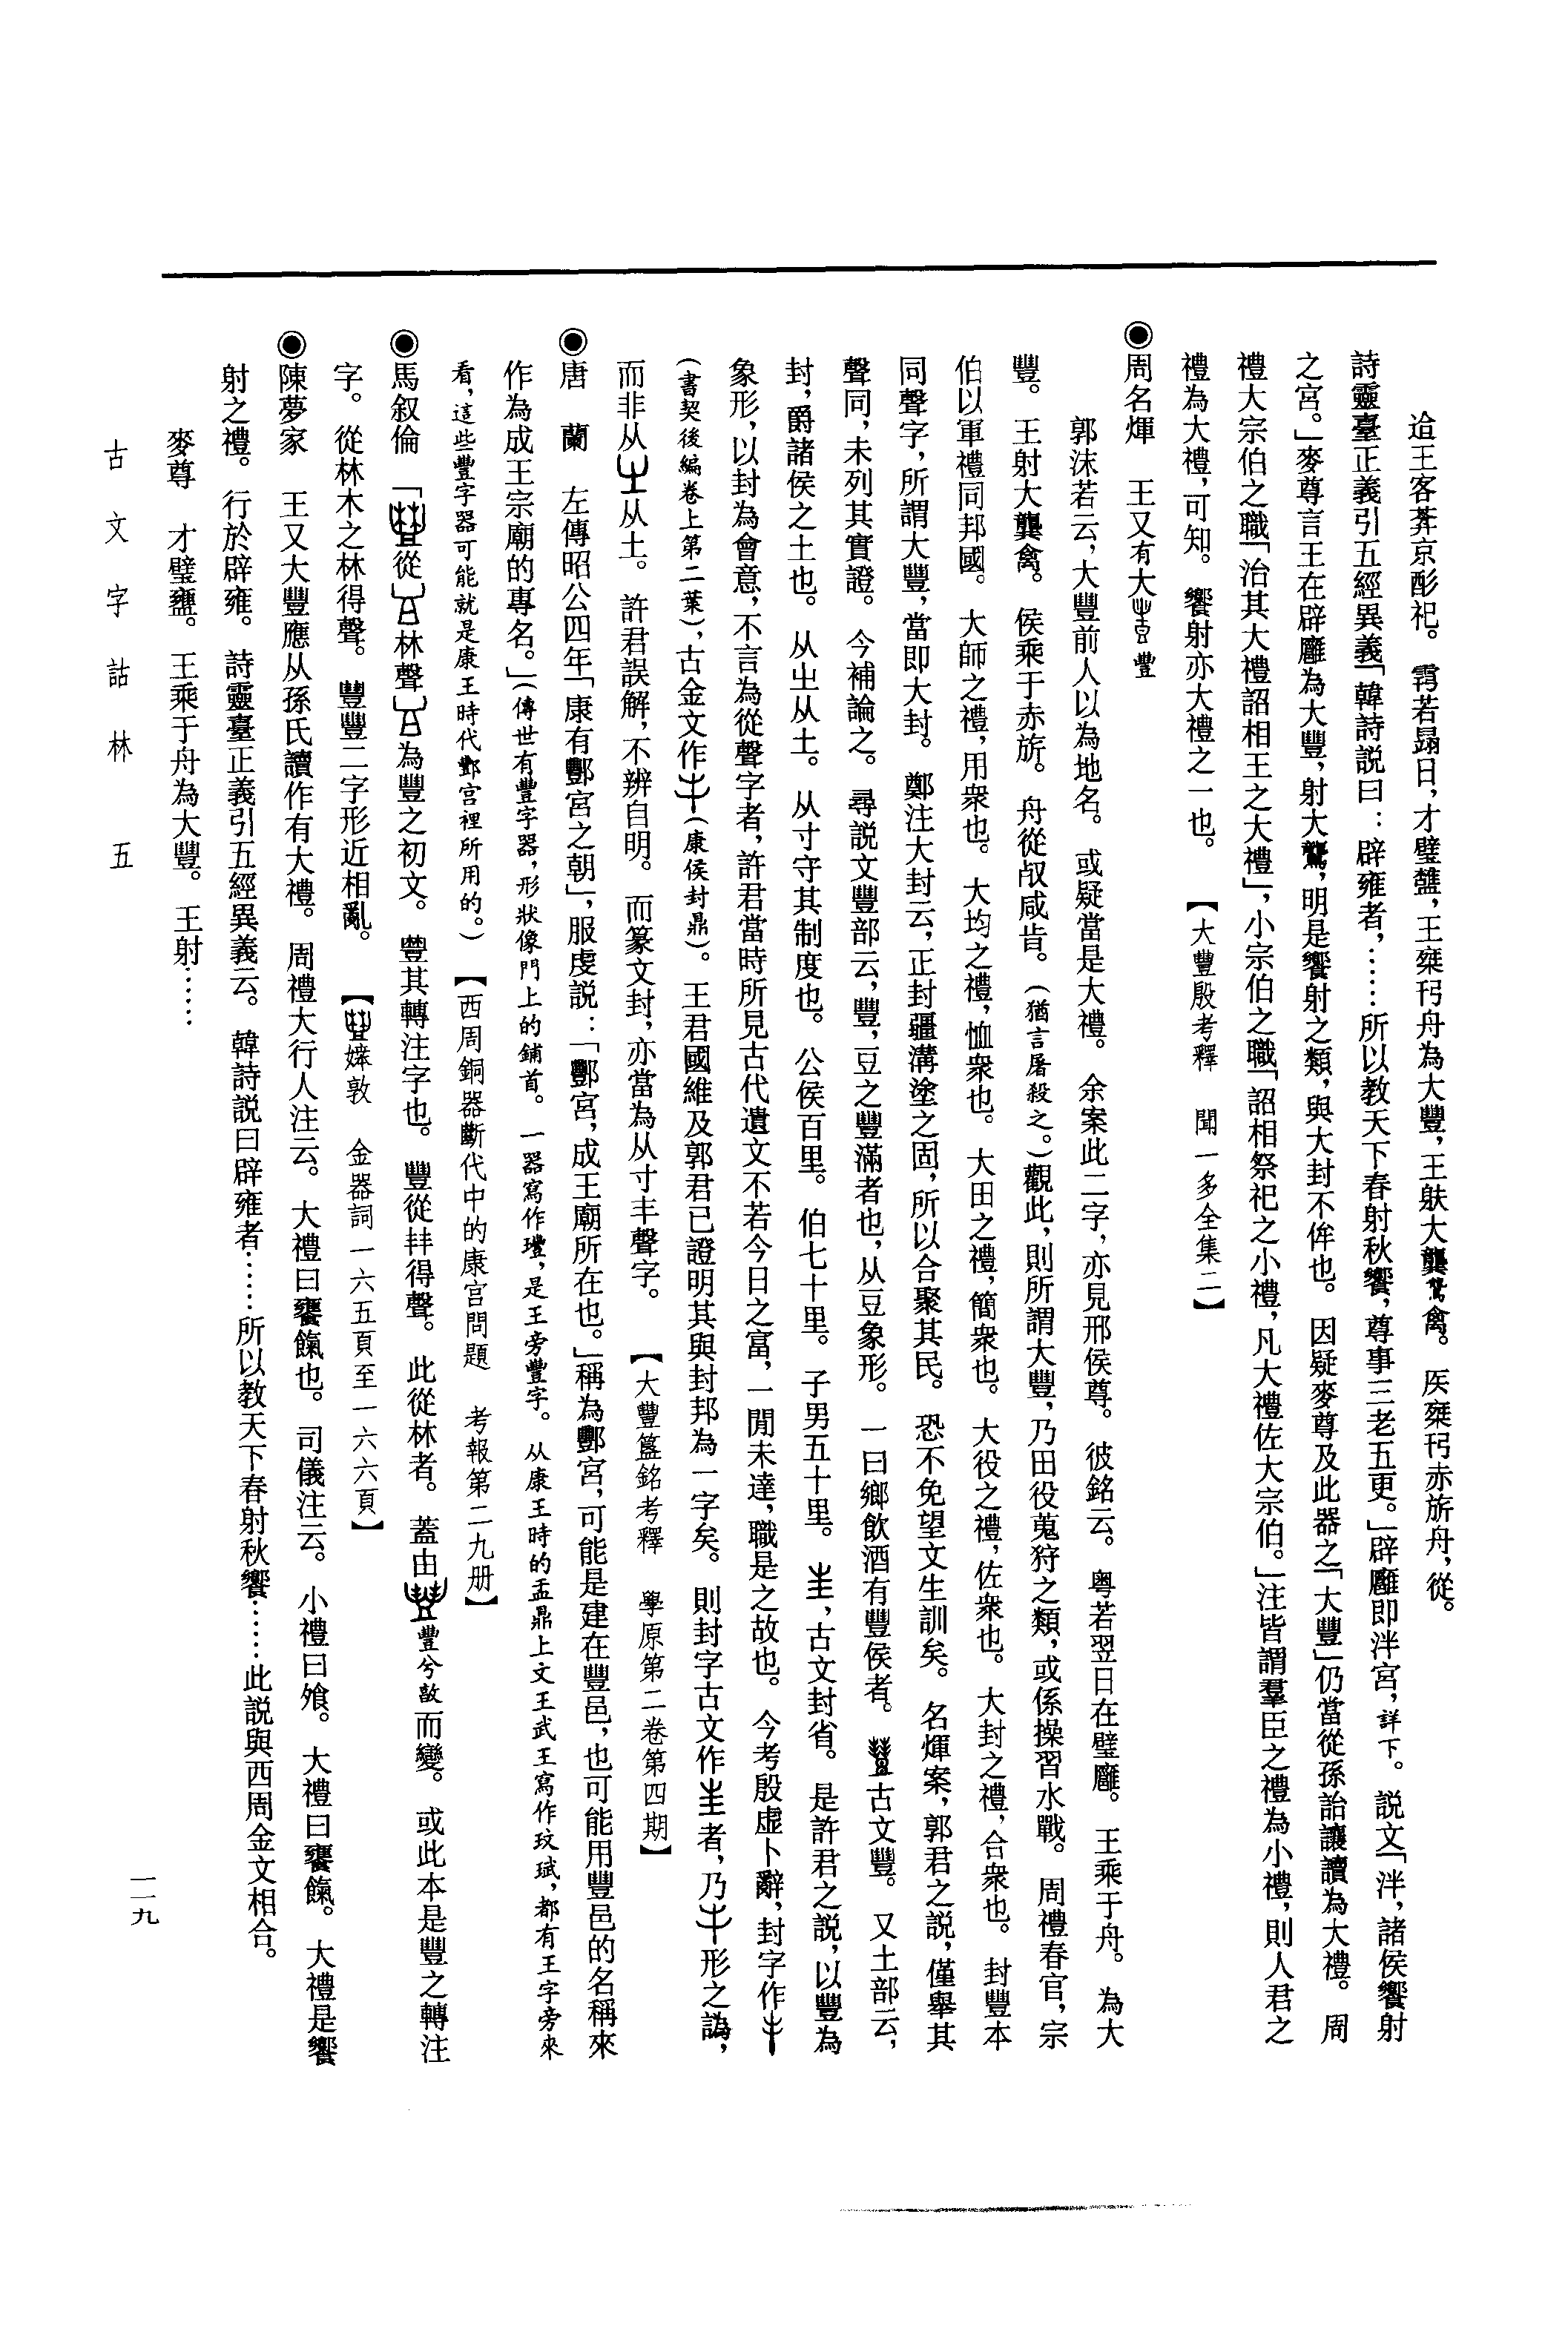 迨王客葊京酌祀。雩若翌日,才璧𨿅,王椉𢎨舟為大豐,王䠶大龏禽。矦椉𢎨赤旂舟,從。
詩靈臺正義引五經異義「韓詩説曰:辟雍者,……所以教天下春射秋饗,尊事三老五更。」辟廱即泮宮,詳下。説文「泮,諸侯饗射
之宮。」麥尊言王在辟廱為大豐,射大,明是饗射之類,與大封不侔也。因疑麥尊及此器之「大豐」仍當從孫詒讓讀為大禮。周
禮大宗伯之職「治其大禮詔相王之大禮」,小宗伯之職「詔相祭祀之小禮,凡大禮佐大宗伯。」注皆謂羣臣之禮為小禮,則人君之
禮為大禮,可知。饗射亦大禮之一也。【大豐殷考釋 聞一多全集二】
◉周名煇 王又有大豐
郭沫若云,大豐前人以為地名。或疑當是大禮。余案此二字,亦見邢侯尊。彼銘云。粵若翌日在璧廱。王乘于舟。為大
豐。王射大龏禽。侯乘于赤旂。舟從㕡咸㫖。(猶言屠殺之。)觀此,則所謂大豐,乃田役蒐狩之類,或係操習水戰。周禮春官,宗
伯以軍禮同邦國。大師之禮,用衆也。大均之禮,恤衆也。大田之禮,簡衆也。大役之禮,佐衆也。大封之禮,合衆也。封豐本
同聲字,所謂大豐,當即大封。鄭注大封云,正封疆溝塗之固,所以合聚其民。恐不免望文生訓矣。名煇案,郭君之説,僅舉其
聲同,未列其實證。今補論之。尋説文豐部云,豐,豆之豐滿者也,从豆象形。一曰鄉飲酒有豐侯者。古文豐。又土部云,
封,爵諸侯之土也。从㞢从土。从寸守其制度也。公侯百里。伯七十里。子男五十里。,古文封省。是許君之説,以豐為
象形,以封為會意,不言為從聲字者,許君當時所見古代遺文不若今日之富,一閒未達,職是之故也。今考殷虛卜辭,封字作
(書契後編卷上第二葉),古金文作(康侯封鼎)。王君國維及郭君已證明其與封邦為一字矣。則封字古文作者,乃形之譌,
而非从从土。許君誤解,不辨自明。而篆文封,亦當為从寸丰聲字。【大豐簋銘考釋 學原第二卷第四期】
◉唐 蘭 左傳昭公四年「康有酆宮之朝」,服虔説:「酆宮,成王廟所在也。」稱為酆宮,可能是建在豐邑,也可能用豐邑的名稱來
作為成王宗廟的專名。」(傳世有豐字器,形狀像門上的鋪首。一器寫作㻵,是王旁豐字。从康王時的盂鼎上文王武王寫作玟珷,都有王字旁來
看,這些豐字器可能就是康王時代酆宮裡所用的。)【西周銅器斷代中的康宮問題 考報第二九册】
◉馬叙倫 「從林聲為豐之初文。豐其轉注字也。豐從丰丰得聲。此從林者。蓋由豐兮𣪘而變。或此本是豐之轉注
字。從林木之林得聲。豐豐二字形近相亂。【㜇敦 金器詞一六五頁至一六六頁】
◉陳夢家 王又大豐應从孫氏讀作有大禮。周禮大行人注云。大禮曰饔餼也。司儀注云。小禮曰飧。大禮曰饔餼。大禮是饗
射之禮。行於辟雍。詩靈臺正義引五經異義云。韓詩説曰辟雍者……所以教天下春射秋饗……此説與西周金文相合。
麥尊 才璧雝。王乘于舟為大豐。王射……
古文字詁林 五
一一九